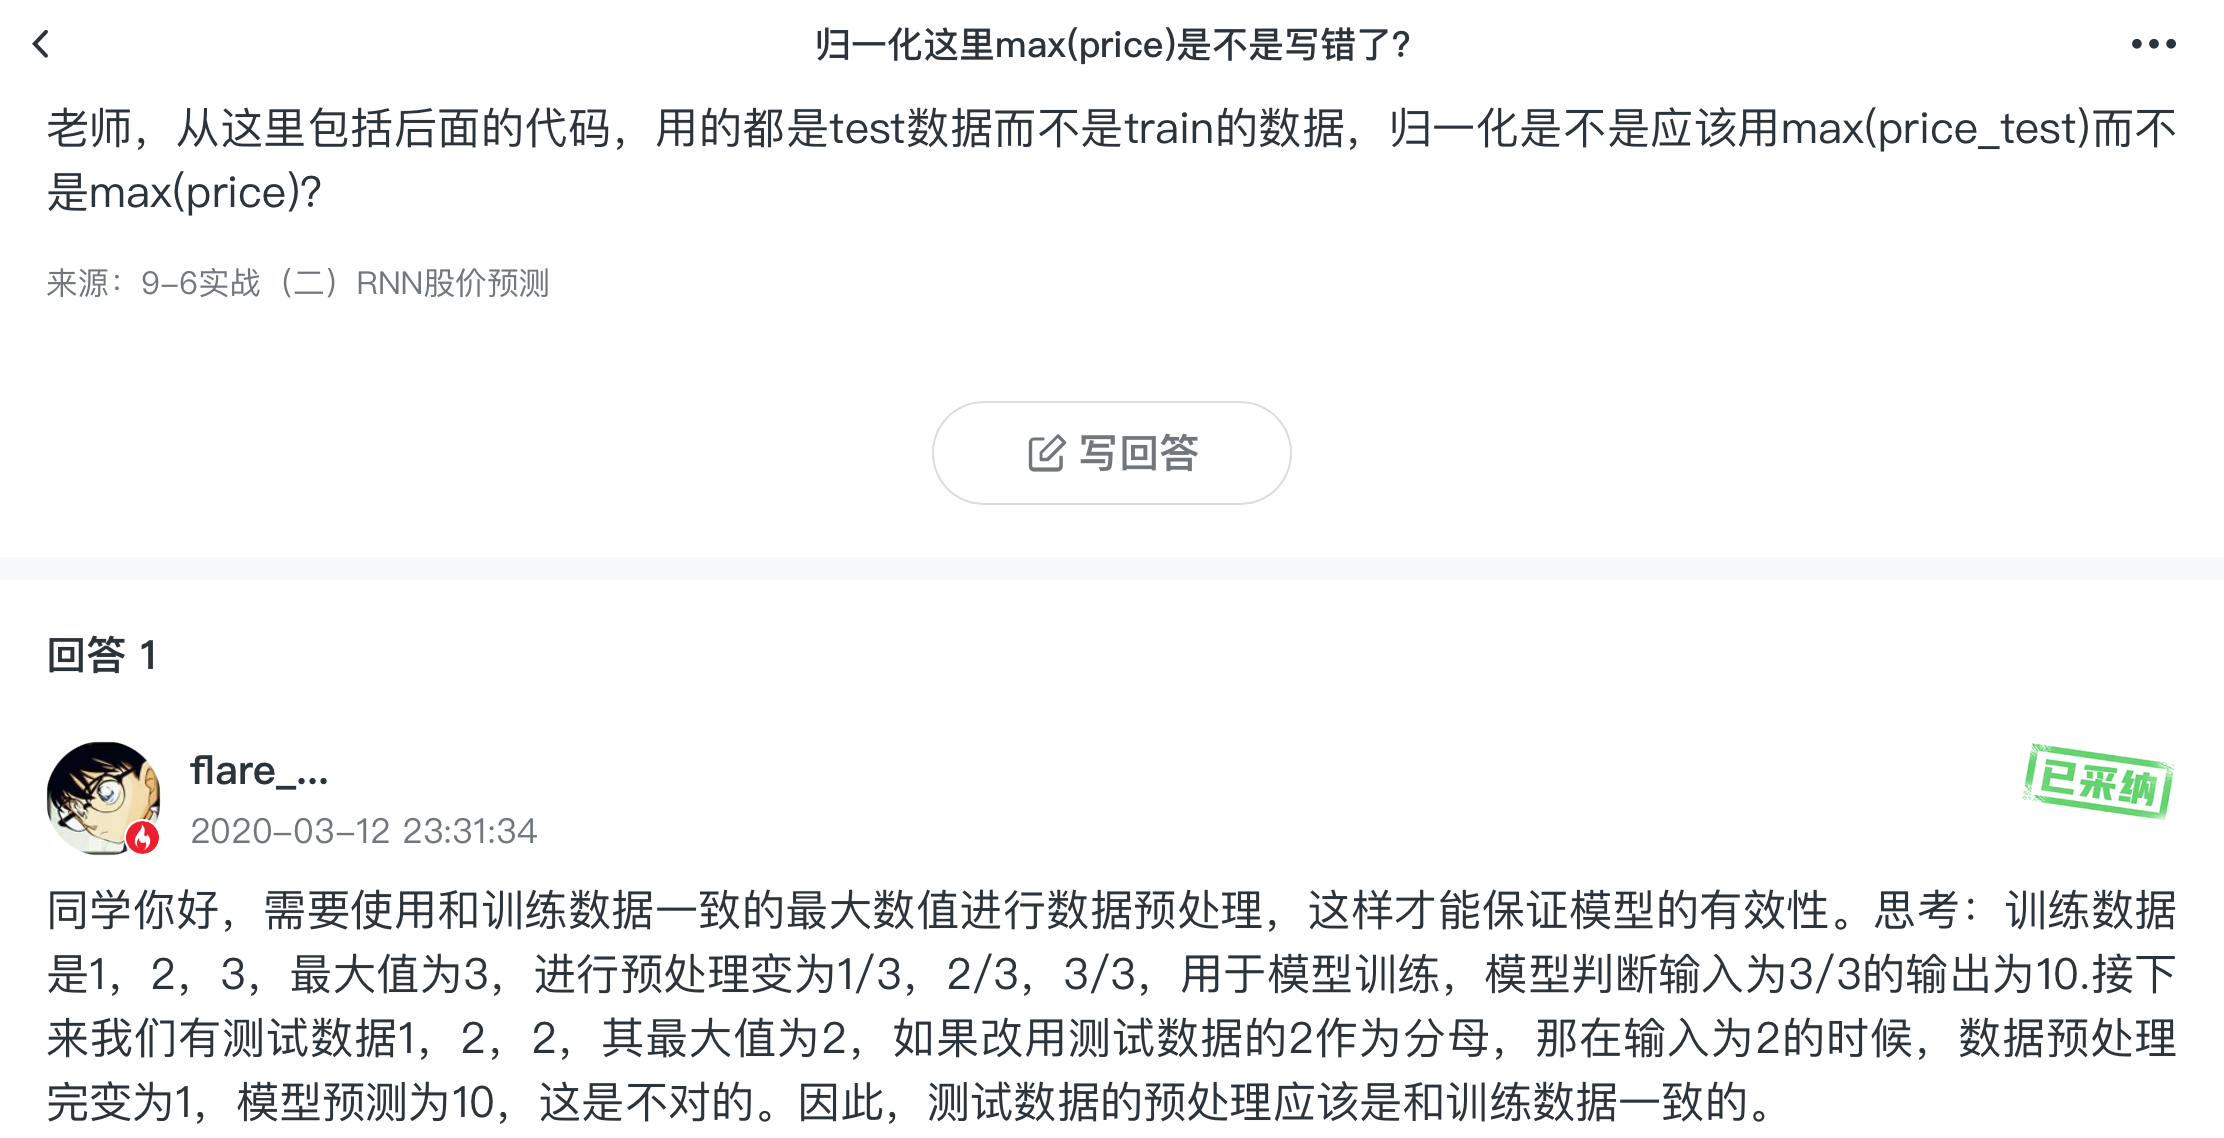 归一化这里max(price)是不是写错了?
老师，从这里包括后面的代码，用的都是test数据而不是train的数据，归一化是不是应该用max(price_test)而不
是max(price)?
来源：9-6实战（二）RNN股价预测
写回答
回答 1
flare_...
已采纳
2020-03-12 23:31:34
同学你好，需要使用和训练数据一致的最大数值进行数据预处理，这样才能保证模型的有效性。思考：训练数据
是1，2，3，最大值为3，进行预处理变为1/3，2/3，3/3，用于模型训练，模型判断输入为3/3的输出为10.接下
来我们有测试数据1，2，2，其最大值为2，如果改用测试数据的2作为分母，那在输入为2的时候，数据预处理
完变为1，模型预测为10，这是不对的。因此，测试数据的预处理应该是和训练数据一致的。